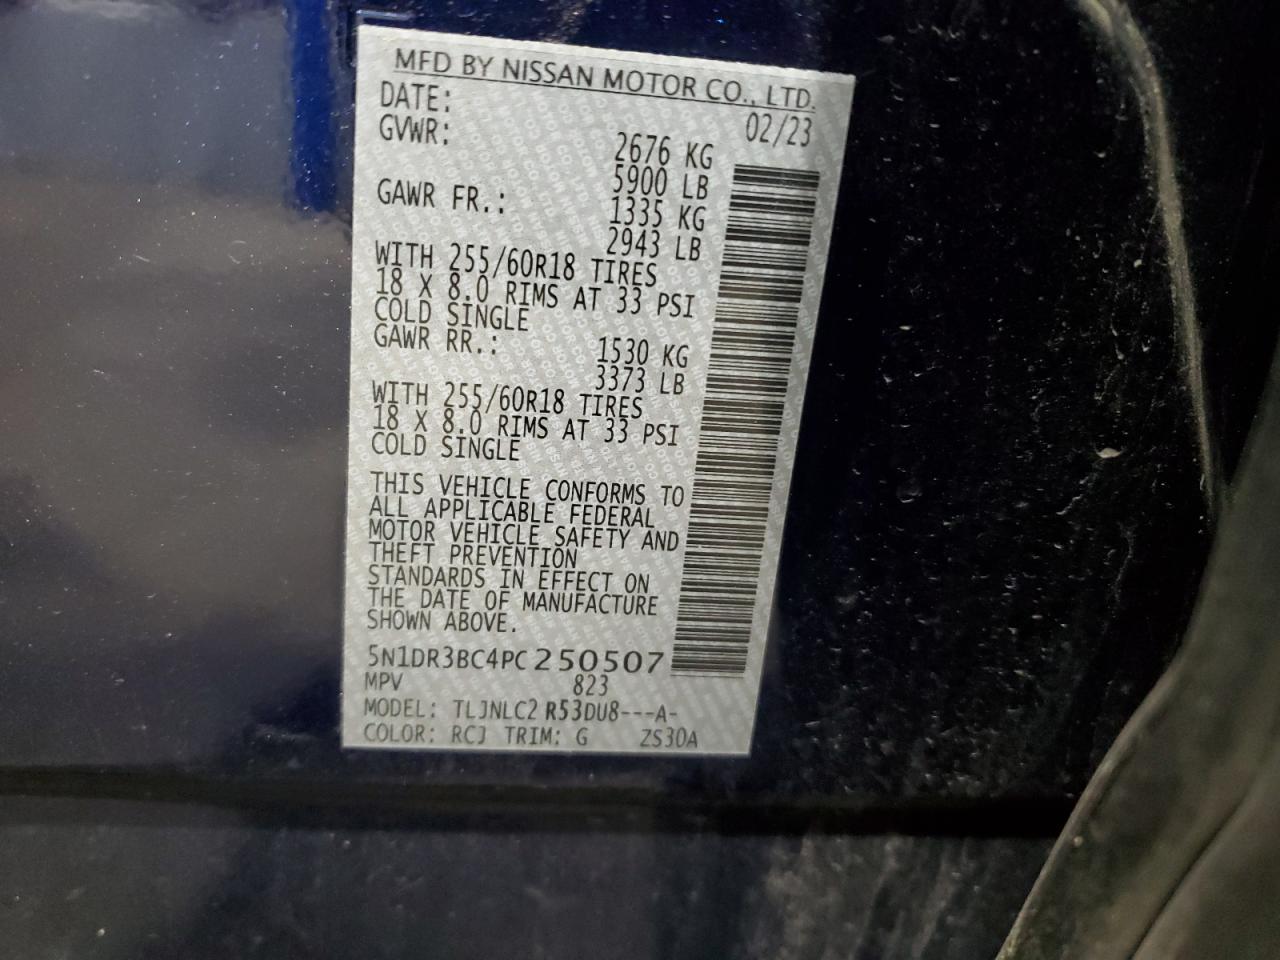 MFD BY NISSAN MOTOR CO., LTD.
DATE: 02/23
GVWR: 2676 KG
5900 LB
GAWR FR.: 1335 KG
2943 LB
WITH 255/60R18 TIRES
18 X 8.0 RIMS AT 33 PSI
COLD SINGLE
GAWR RR.: 1530 KG
3373 LB
WITH 255/60R18 TIRES
18 X 8.0 RIMS AT 33 PSI
COLD SINGLE
THIS VEHICLE CONFORMS TO
ALL APPLICABLE FEDERAL
MOTOR VEHICLE SAFETY AND
THEFT PREVENTION
STANDARDS IN EFFECT ON
THE DATE OF MANUFACTURE
SHOWN ABOVE.
5N1DR3BC4PC250507
MPV 823
MODEL: TLJNLC2 R53DU8---A-
COLOR: RCJ TRIM: G ZS30A